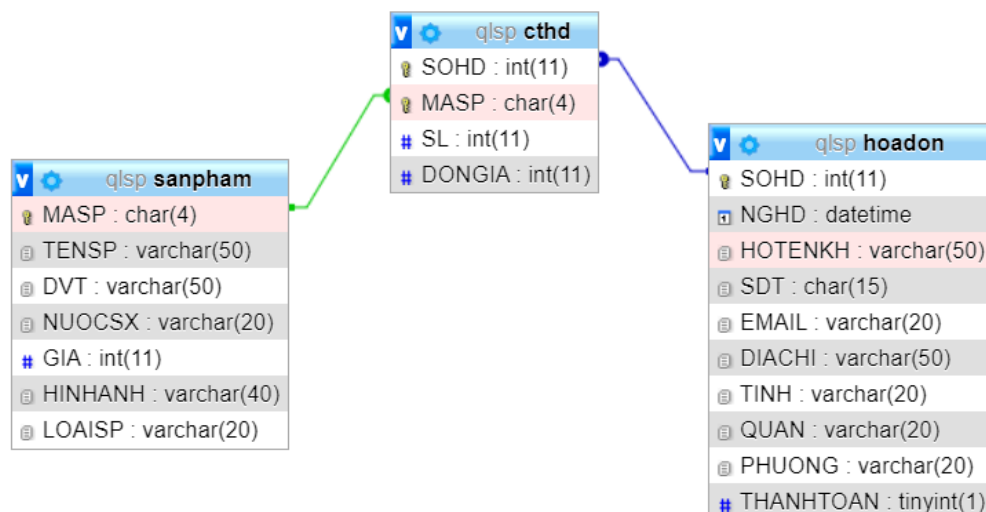 v qlsp sanpham
MASP : char(4)
TENSP : varchar(50)
DVT : varchar(50)
NUOCSX : varchar(20)
# GIA : int(11)
HINHANH : varchar(40)
LOAISP : varchar(20)
v qlsp cthd
SOHD : int(11)
MASP : char(4)
# SL : int(11)
# DONGIA : int(11)
v qlsp hoadon
SOHD : int(11)
NGHD : datetime
HOTENKH : varchar(50)
SDT : char(15)
EMAIL : varchar(20)
DIACHI : varchar(50)
TINH : varchar(20)
QUAN : varchar(20)
PHUONG : varchar(20)
# THANHTOAN : tinyint(1)